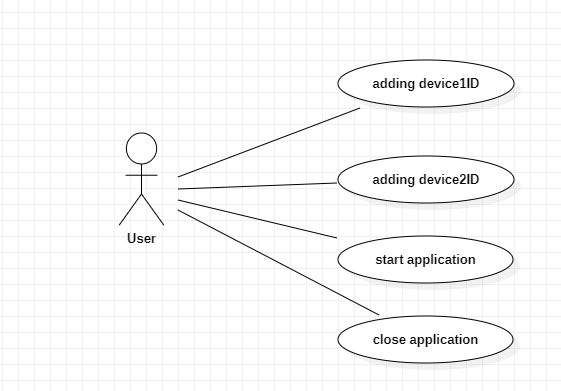 adding device1ID
adding device2ID
User
start application
close application